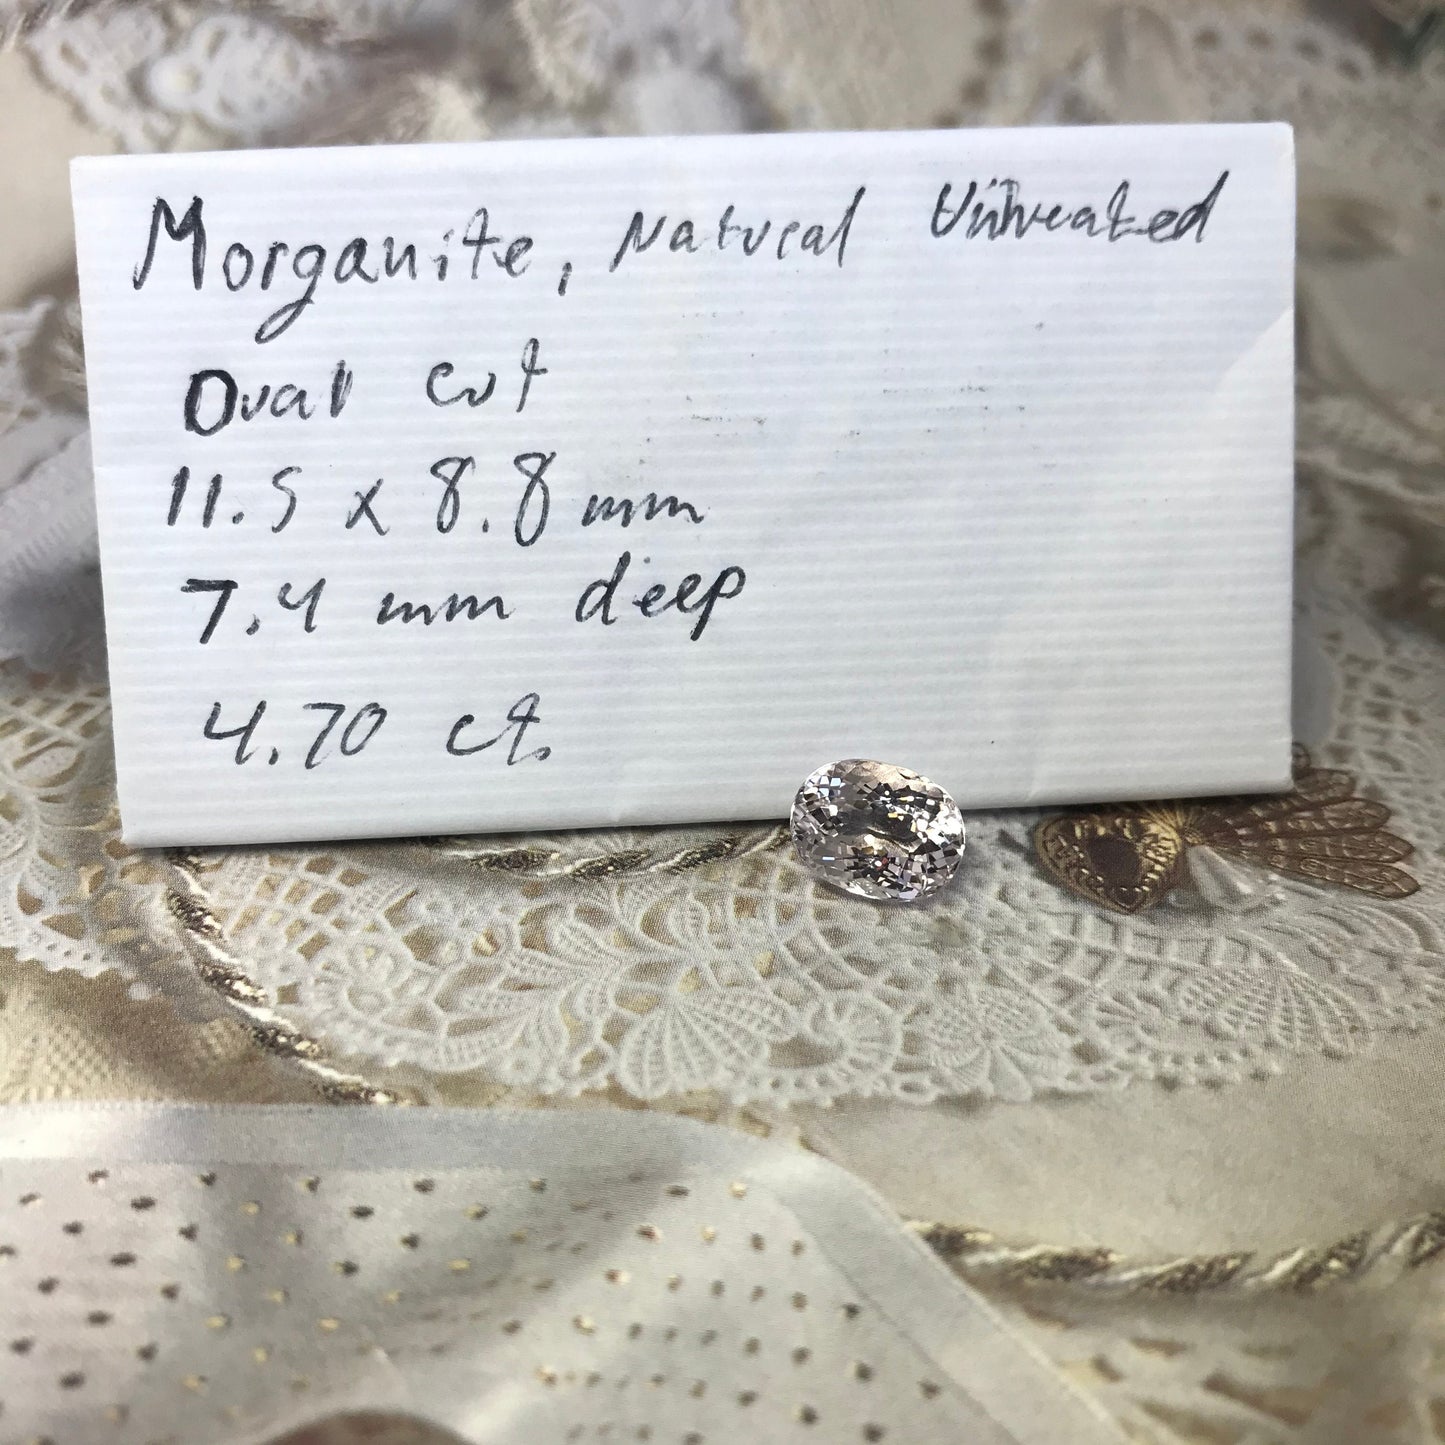 Morganite, Natural Untreated
Oval cut
11.5 x 8.8 mm
7.4 mm deep
4.70 ct.